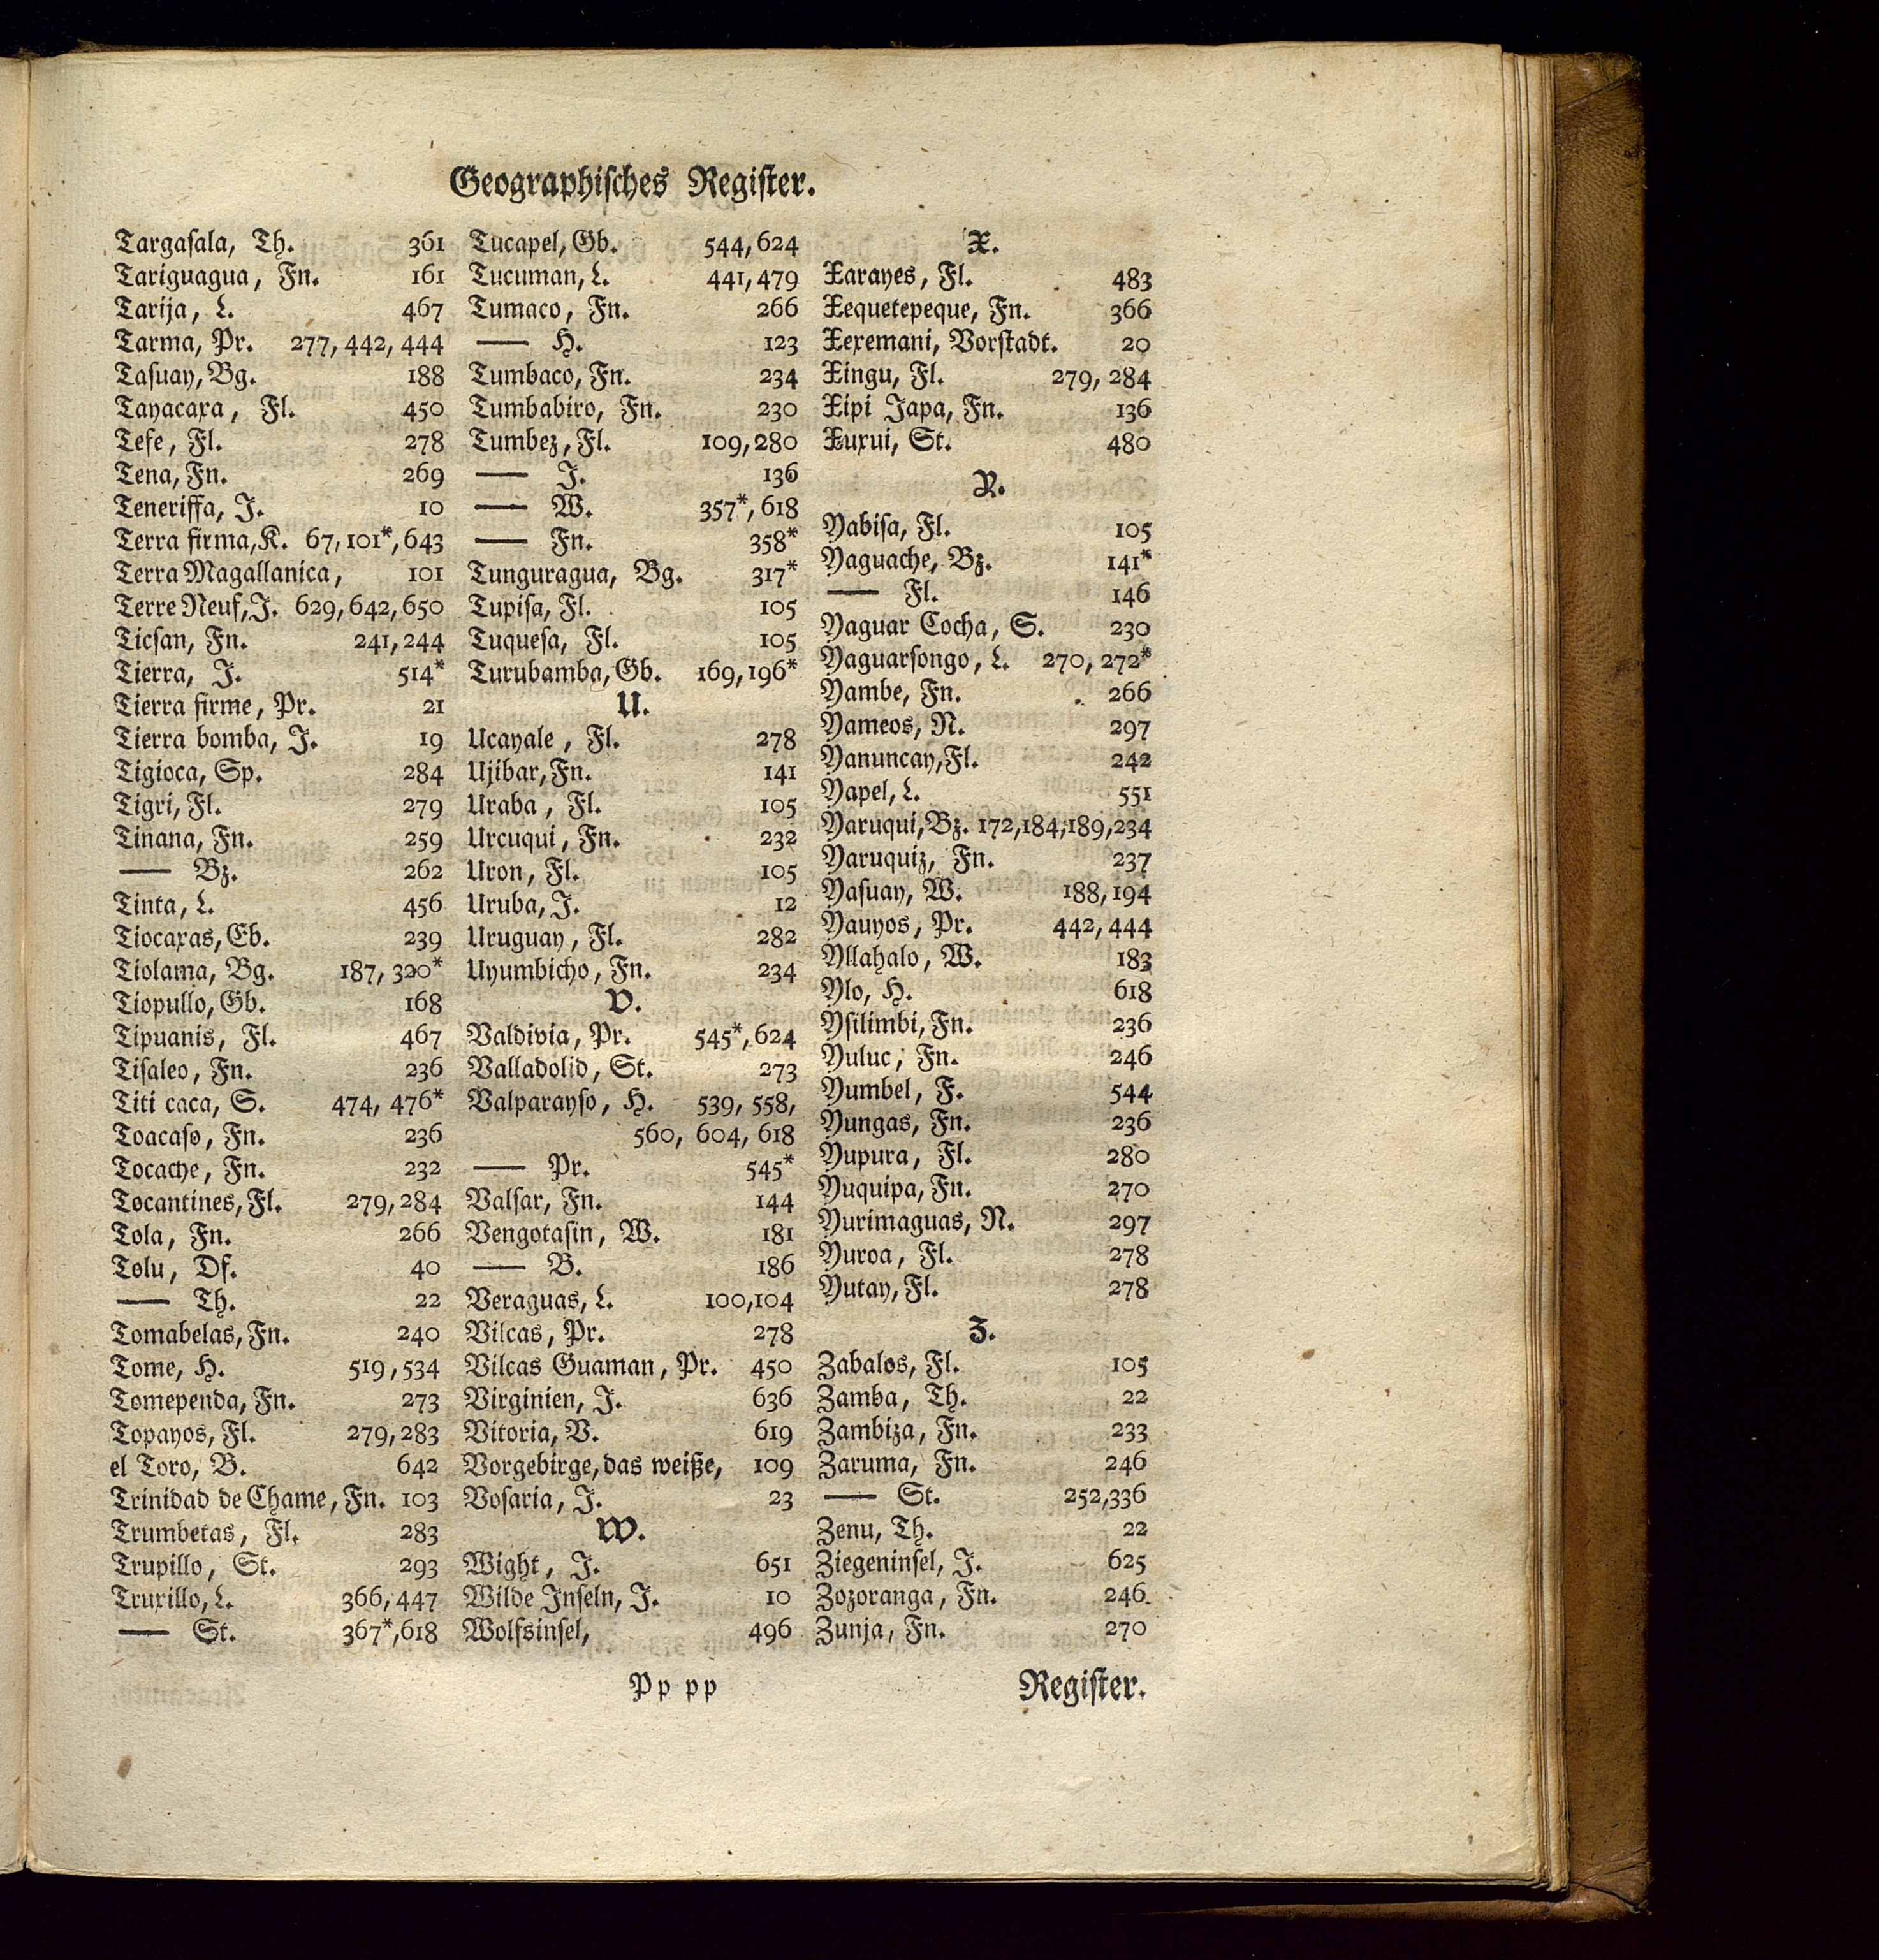 Geographisches Register.
Targaſala, Th. 361
Tariguagua, Fn. 161
Tarija, L. 467
Tarma, Pr. 277, 442, 444
Taſuay, Bg. 188
Tayacaxa, Fl. 450
Tefe, Fl. 278
Tena, Fn. 269
Teneriffa, J. 10
Terra firma, K. 67, 101*, 643
Terra Magallanica, 101
Terre Neuf, J. 629, 642, 650
Ticſan, Fn. 241, 244
Tierra, J. 514*
Tierra firme, Pr. 21
Tierra bomba, J. 19
Tigioca, Sp. 284
Tigri, Fl. 279
Tinana, Fn. 259
— Bz. 262
Tinta, L. 456
Tiocaxas, Eb. 239
Tiolama, Bg. 187, 320*
Tiopullo, Gb. 168
Tipuanis, Fl. 467
Tiſaleo, Fn. 236
Titi caca, S. 474, 476*
Toacaſo, Fn. 236
Tocache, Fn. 232
Tocantines, Fl. 279, 284
Tola, Fn. 266
Tolu, Df. 40
— Th. 22
Tomabelas, Fn. 240
Tome, H. 519, 534
Tomependa, Fn. 273
Topayos, Fl. 279, 283
el Toro, B. 642
Trinidad de Chame, Fn. 103
Trumbetas, Fl. 283
Trupillo, St. 293
Truxillo, L. 366, 447
— St. 367*, 618
Tucapel, Gb. 544, 624
Tucuman, L. 441, 479
Tumaco, Fn. 266
— H. 123
Tumbaco, Fn. 234
Tumbabiro, Fn. 230
Tumbez, Fl. 109, 280
— J. 136
— W. 357*, 618
— Fn. 358*
Tunguragua, Bg. 317*
Tupiſa, Fl. 105
Tuqueſa, Fl. 105
Turubamba, Gb. 169, 196*
U.
Ucayale, Fl. 278
Ujibar, Fn. 141
Uraba, Fl. 105
Urcuqui, Fn. 232
Uron, Fl. 105
Uruba, J. 12
Uruguay, Fl. 282
Uyumbicho, Fn. 234
V.
Valdivia, Pr. 545*, 624
Valladolid, St. 273
Valparayſo, H. 539, 558,
560, 604, 618
— Pr. 545*
Valſar, Fn. 144
Vengotaſin, W. 181
— B. 186
Veraguas, L. 100, 104
Vilcas, Pr. 278
Vilcas Guaman, Pr. 450
Virginien, J. 636
Vitoria, V. 619
Vorgebirge, das weiße, 109
Voſaria, J. 23
W.
Wight, J. 651
Wilde Inſeln, J. 10
Wolfsinſel, 496
X.
Xarayes, Fl. 483
Xequetepeque, Fn. 366
Xexemani, Vorſtadt. 20
Xingu, Fl. 279, 284
Xipi Japa, Fn. 136
Xuxui, St. 480
Y.
Yabiſa, Fl. 105
Yaguache, Bz. 141*
— Fl. 146
Yaguar Cocha, S. 230
Yaguarſongo, L. 270, 272*
Yambe, Fn. 266
Yameos, N. 297
Yanuncay, Fl. 242
Yapel, L. 551
Yaruqui, Bz. 172, 184, 189, 234
Yaruquiz, Fn. 237
Yaſuay, W. 188, 194
Yauyos, Pr. 442, 444
Yllahalo, W. 183
Ylo, H. 618
Yſilimbi, Fn. 236
Yuluc, Fn. 246
Yumbel, F. 544
Yungas, Fn. 236
Yupura, Fl. 280
Yuquipa, Fn. 270
Yurimaguas, N. 297
Yuroa, Fl. 278
Yutay, Fl. 278
Z.
Zabalos, Fl. 105
Zamba, Th. 22
Zambiza, Fn. 233
Zaruma, Fn. 246
— St. 252, 336
Zenu, Th. 22
Ziegeninſel, J. 625
Zozoranga, Fn. 246
Zunja, Fn. 270
Pp pp
Regiſter.